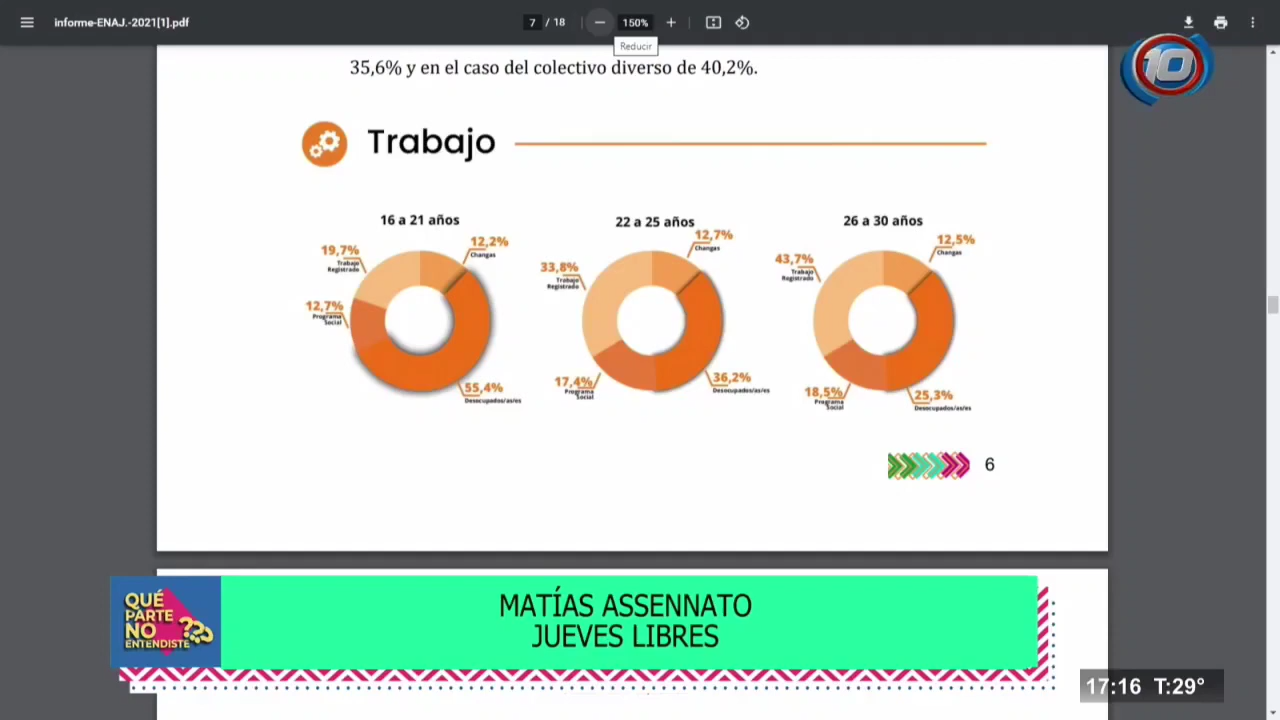 informe-ENAJ.-2021[1].pdf
7 / 18
150%
Reducir
10
35,6% y en el caso del colectivo diverso de 40,2%.
Trabajo
16 a 21 años
12,2%
Changas
19,7%
Trabajo
Registrado
12,7%
Programa
Social
55,4%
Desocupados/as/es
22 a 25 años
12,7%
Changas
33,8%
Trabajo
Registrado
17,4%
Programa
Social
36,2%
Desocupados/as/es
26 a 30 años
12,5%
Changas
43,7%
Trabajo
Registrado
18,5%
Programa
Social
25,3%
Desocupados/as/es
6
QUÉ
PARTE
NO
ENTENDISTE
???
MATÍAS ASSENNATO
JUEVES LIBRES
17:16 T:29°